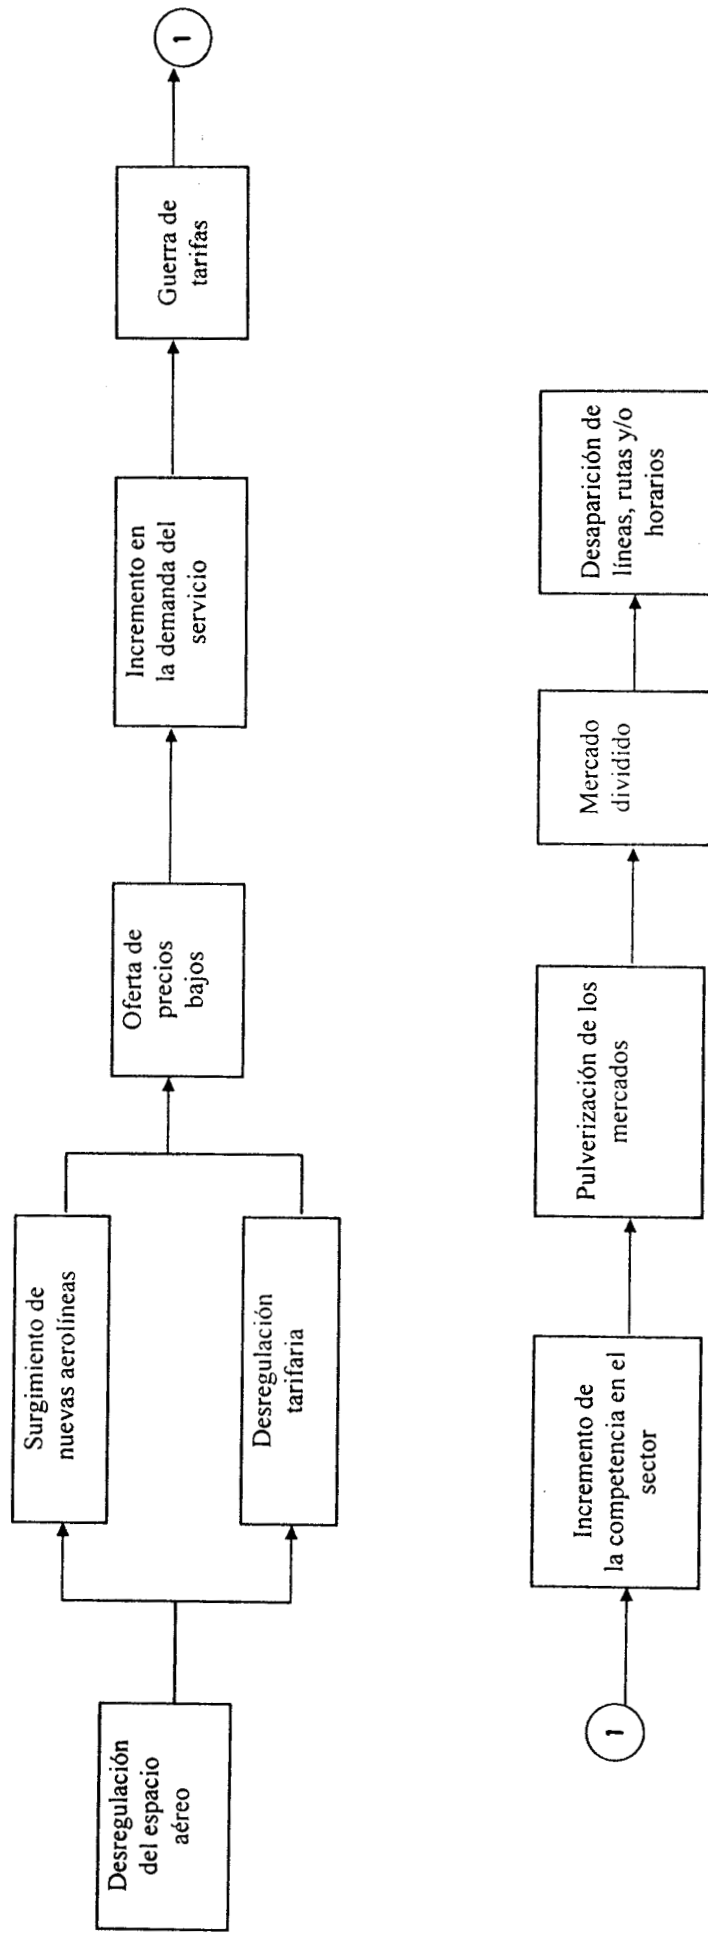 Desregulación
del espacio
aéreo
Surgimiento de
nuevas aerolíneas
Desregulación
tarifaria
Oferta de
precios
bajos
Incremento en
la demanda del
servicio
Guerra de
tarifas
1
1
Incremento de
la competencia en el
sector
Pulverización de los
mercados
Mercado
dividido
Desaparición de
líneas, rutas y/o
horarios